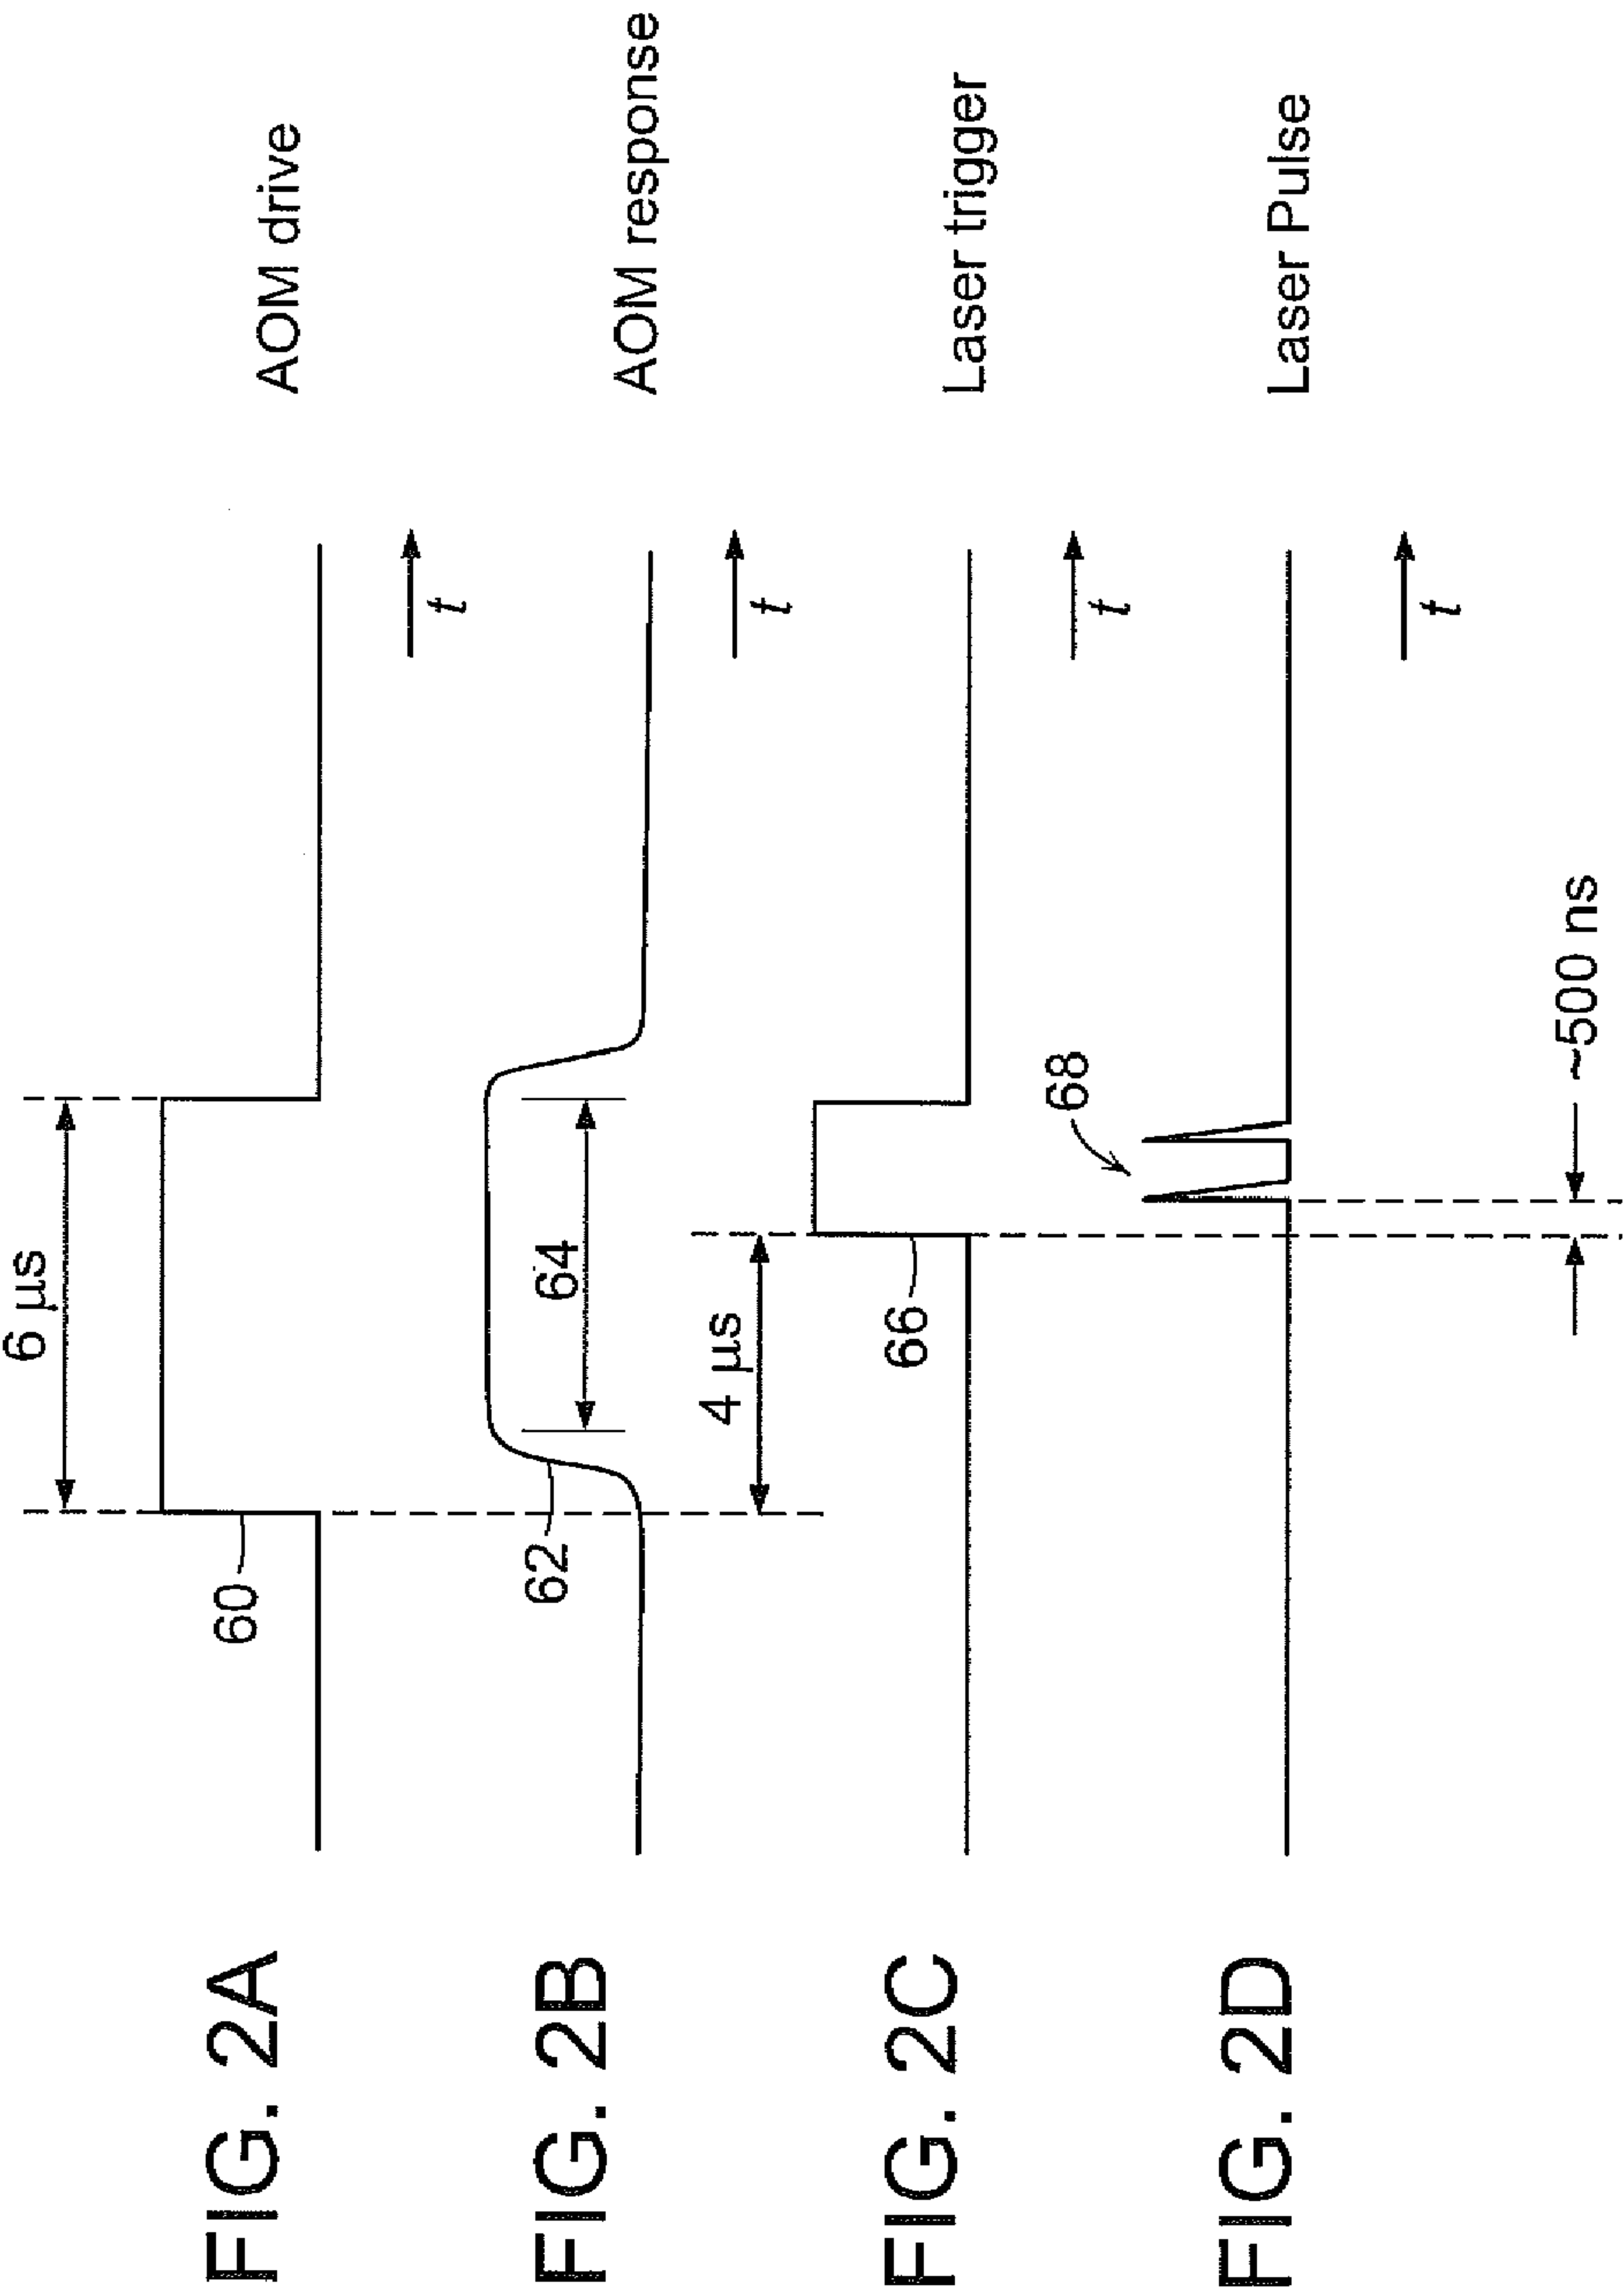 FIG. 2A
60
6 µs
t
AOM drive
FIG. 2B
62
64
t
AOM response
FIG. 2C
4 µs
66
t
Laser trigger
FIG. 2D
68
~500 ns
t
Laser Pulse